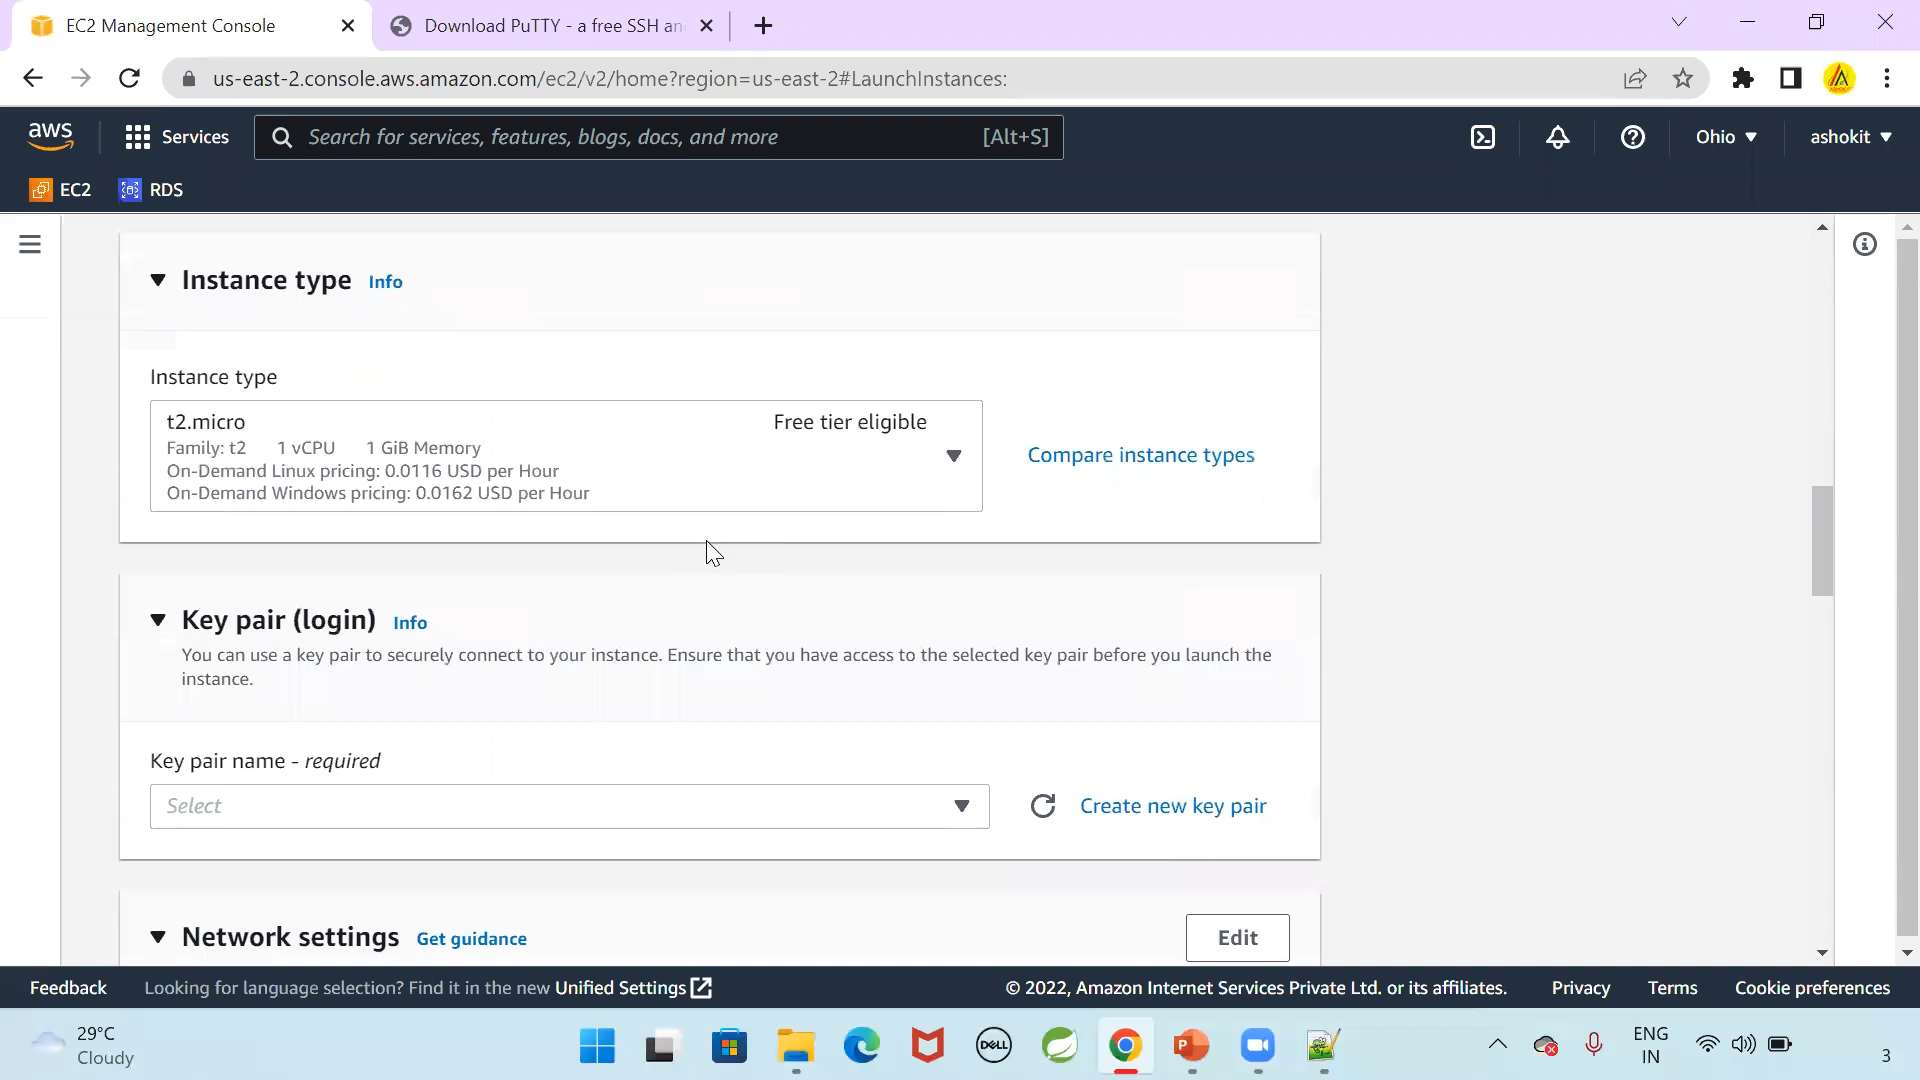 EC2 Management Console
Download PuTTY - a free SSH an
us-east-2.console.aws.amazon.com/ec2/v2/home?region=us-east-2#LaunchInstances:
aws
Services
Search for services, features, blogs, docs, and more
[Alt+S]
Ohio
ashokit
EC2
RDS
Instance type Info
Instance type
t2.micro
Free tier eligible
Family: t2 1 vCPU 1 GiB Memory
On-Demand Linux pricing: 0.0116 USD per Hour
On-Demand Windows pricing: 0.0162 USD per Hour
Compare instance types
Key pair (login) Info
You can use a key pair to securely connect to your instance. Ensure that you have access to the selected key pair before you launch the
instance.
Key pair name - required
Select
Create new key pair
Network settings Get guidance
Edit
Feedback
Looking for language selection? Find it in the new Unified Settings
© 2022, Amazon Internet Services Private Ltd. or its affiliates.
Privacy
Terms
Cookie preferences
29°C
Cloudy
DELL
P
ENG
IN
3